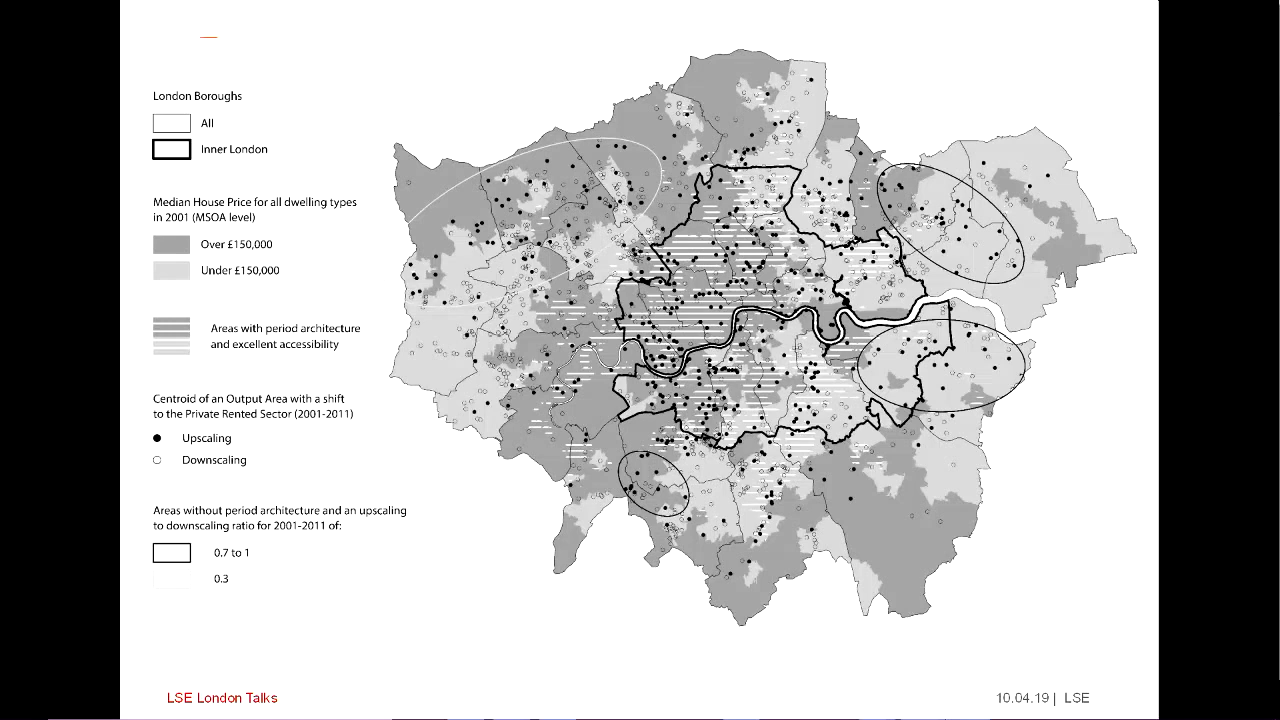 London Boroughs
All
Inner London
Median House Price for all dwelling types
in 2001 (MSOA level)
Over £150,000
Under £150,000
Areas with period architecture
and excellent accessibility
Centroid of an Output Area with a shift
to the Private Rented Sector (2001-2011)
Upscaling
Downscaling
Areas without period architecture and an upscaling
to downscaling ratio for 2001-2011 of:
0.7 to 1
0.3
LSE London Talks
10.04.19 | LSE